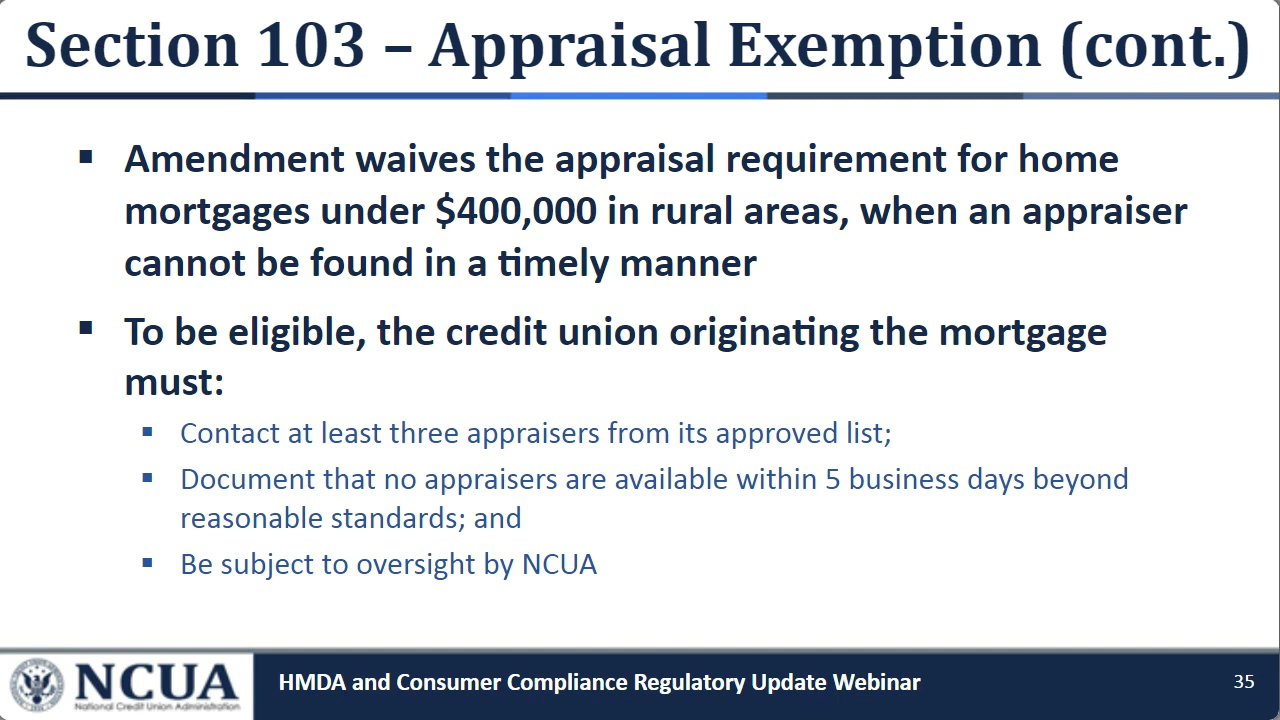 Section 103 – Appraisal Exemption (cont.)
▪ Amendment waives the appraisal requirement for home
mortgages under $400,000 in rural areas, when an appraiser
cannot be found in a timely manner
▪ To be eligible, the credit union originating the mortgage
must:
▪ Contact at least three appraisers from its approved list;
▪ Document that no appraisers are available within 5 business days beyond
reasonable standards; and
▪ Be subject to oversight by NCUA
NCUA
National Credit Union Administration
HMDA and Consumer Compliance Regulatory Update Webinar
35